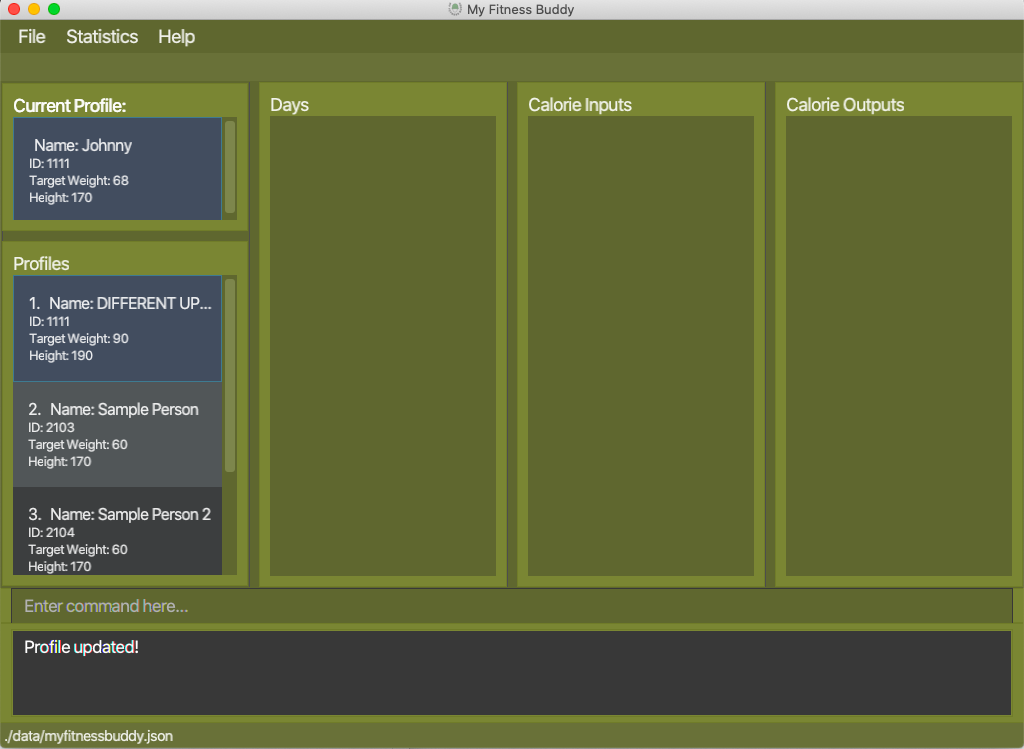 My Fitness Buddy
File Statistics Help
Current Profile:
Name: Johnny
ID: 1111
Target Weight: 68
Height: 170
Profiles
1. Name: DIFFERENT UP...
ID: 1111
Target Weight: 90
Height: 190
2. Name: Sample Person
ID: 2103
Target Weight: 60
Height: 170
3. Name: Sample Person 2
ID: 2104
Target Weight: 60
Height: 170
Days
Calorie Inputs
Calorie Outputs
Enter command here...
Profile updated!
./data/myfitnessbuddy.json